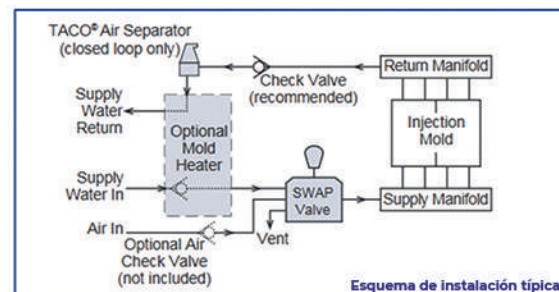 TACO® Air Separator
(closed loop only)
Return Manifold
Check Valve
(recommended)
Supply
Water
Return
Optional
Mold
Heater
Injection
Mold
Supply
Water In
SWAP
Valve
Supply Manifold
Air In
Vent
Optional Air
Check Valve
(not included)
Esquema de instalación típica